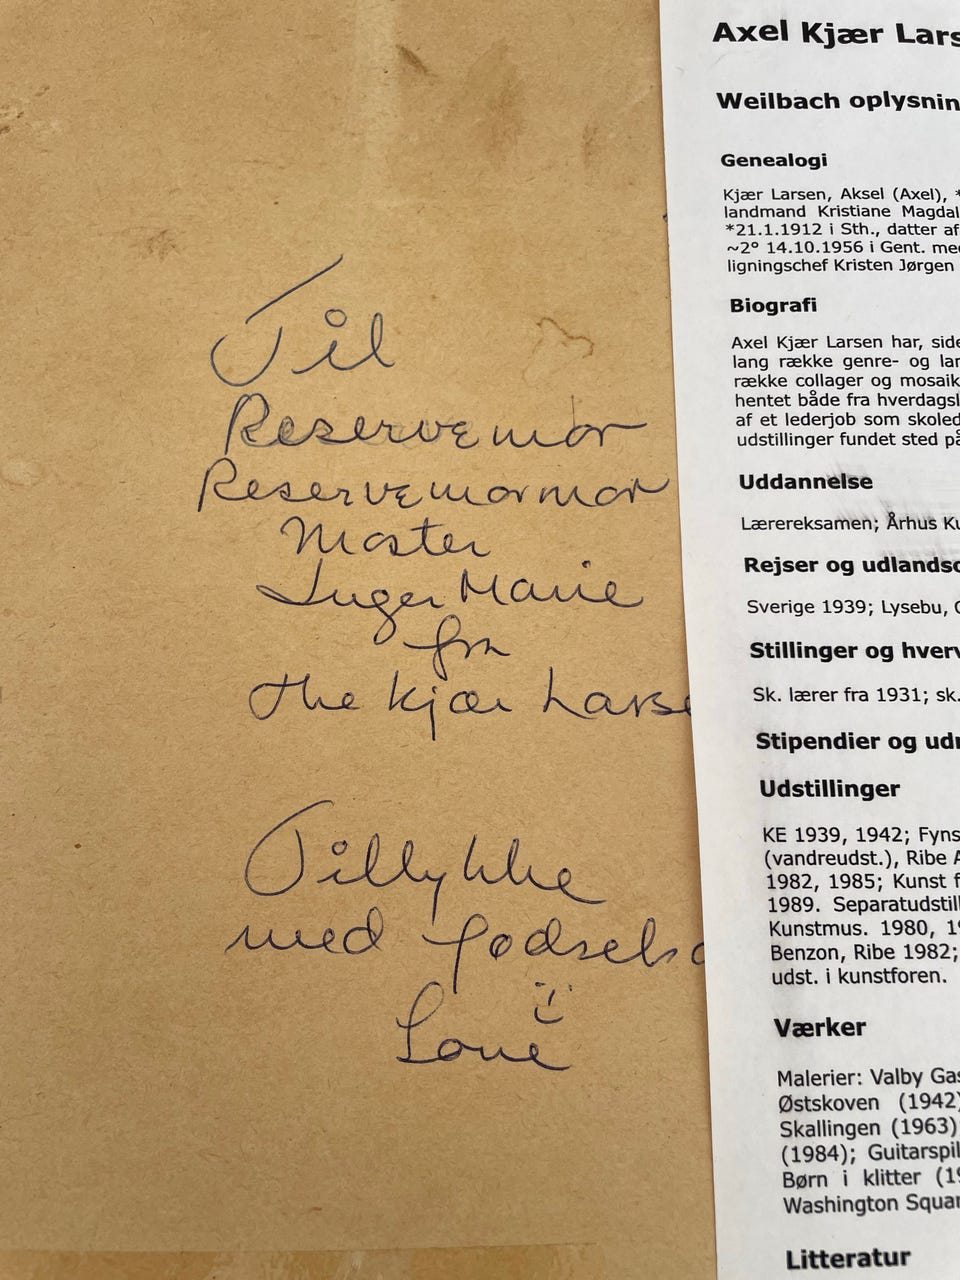 Til
Reservemor
Reservemormor
Moster
Inger Marie
fra
the Kjær Larse
Tillykke
med fødsels
Lone
Axel Kjær Lars
Weilbach oplysnin
Genealogi
Kjær Larsen, Aksel (Axel), *
landmand Kristiane Magdal
*21.1.1912 i Sth., datter af
~2° 14.10.1956 i Gent. med
ligningschef Kristen Jørgen
Biografi
Axel Kjær Larsen har, side
lang række genre- og lan
række collager og mosaik
hentet både fra hverdagsl
af et lederjob som skoled
udstillinger fundet sted på
Uddannelse
Lærereksamen; Århus Ku
Rejser og udlandso
Sverige 1939; Lysebu, O
Stillinger og hverv
Sk. lærer fra 1931; sk.
Stipendier og udn
Udstillinger
KE 1939, 1942; Fyns
(vandreudst.), Ribe A
1982, 1985; Kunst f
1989. Separatudstill
Kunstmus. 1980, 19
Benzon, Ribe 1982;
udst. i kunstforen.
Værker
Malerier: Valby Gas
Østskoven (1942)
Skallingen (1963)
(1984); Guitarspil
Børn i klitter (19
Washington Squar
Litteratur